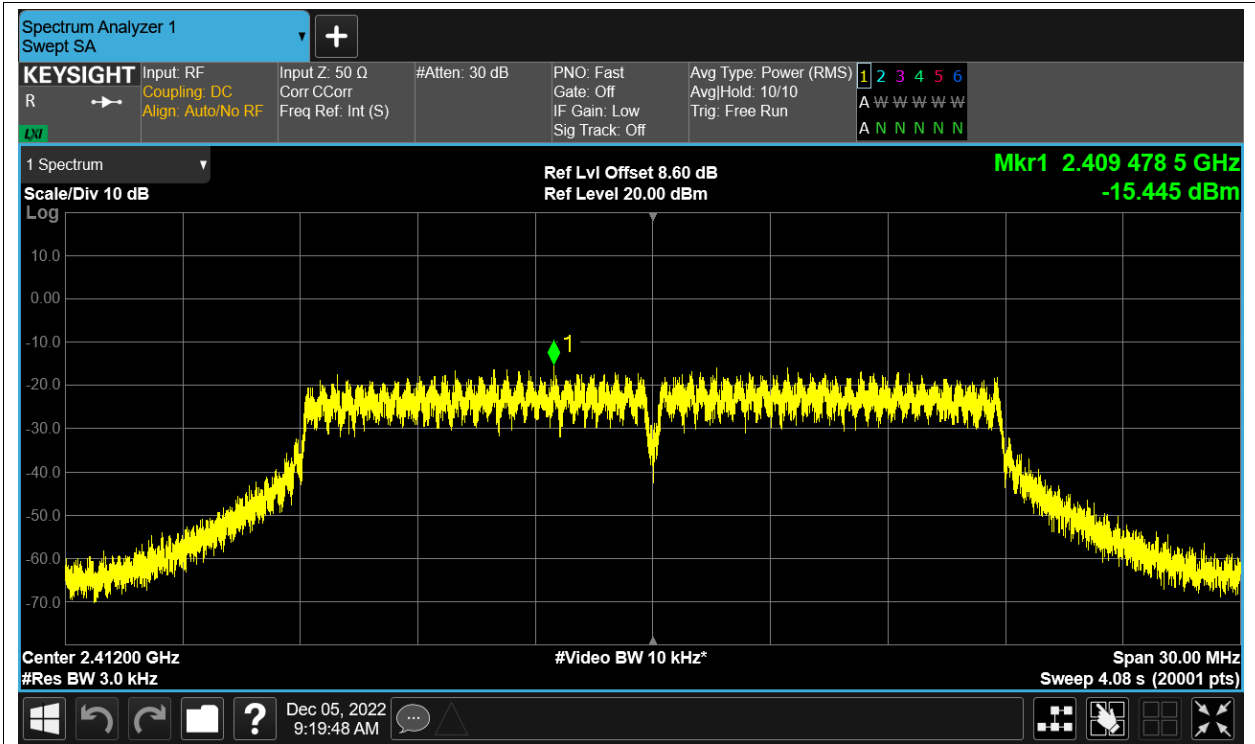 Spectrum Analyzer 1
Swept SA
KEYSIGHT
R
LXI
Input: RF
Coupling: DC
Align: Auto/No RF
Input Z: 50 Ω
Corr CCorr
Freq Ref: Int (S)
#Atten: 30 dB
PNO: Fast
Gate: Off
IF Gain: Low
Sig Track: Off
Avg Type: Power (RMS)
Avg|Hold: 10/10
Trig: Free Run
1 2 3 4 5 6
A W W W W W
A N N N N N
1 Spectrum
Scale/Div 10 dB
Log
Ref Lvl Offset 8.60 dB
Ref Level 20.00 dBm
Mkr1 2.409 478 5 GHz
-15.445 dBm
10.0
0.00
-10.0
1
-20.0
-30.0
-40.0
-50.0
-60.0
-70.0
Center 2.41200 GHz
#Video BW 10 kHz*
Span 30.00 MHz
#Res BW 3.0 kHz
Sweep 4.08 s (20001 pts)
?
Dec 05, 2022
9:19:48 AM